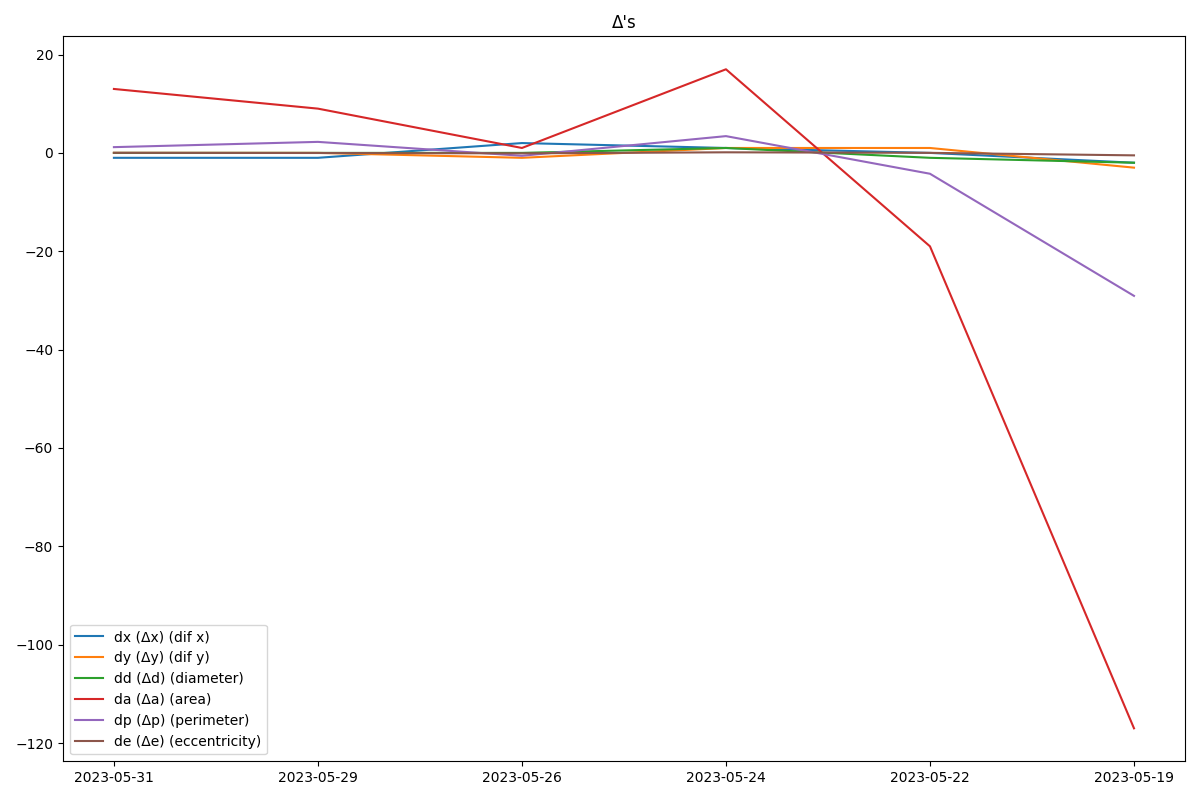 Δ's
20
0
−20
−40
−60
−80
−100
−120
dx (Δx) (dif x)
dy (Δy) (dif y)
dd (Δd) (diameter)
da (Δa) (area)
dp (Δp) (perimeter)
de (Δe) (eccentricity)
2023-05-31 2023-05-29 2023-05-26 2023-05-24 2023-05-22 2023-05-19